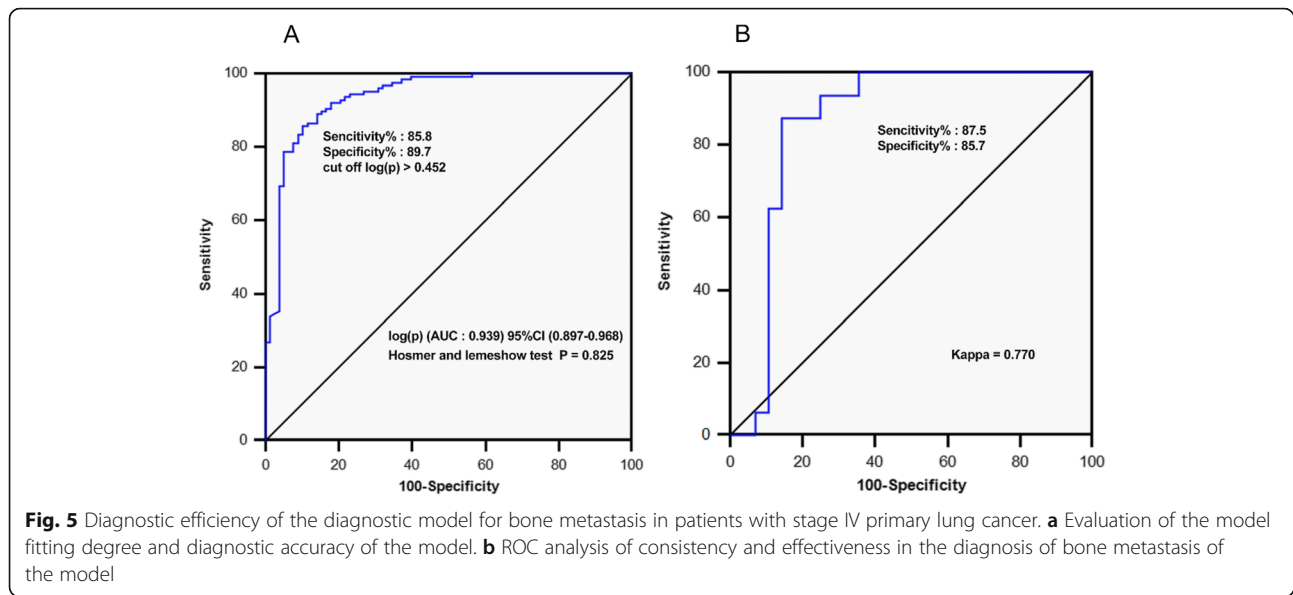 A
100
80
60
40
20
0
Sensitivity
Sencitivity% : 85.8
Specificity% : 89.7
cut off log(p) > 0.452
log(p) (AUC : 0.939) 95%CI (0.897-0.968)
Hosmer and lemeshow test P = 0.825
0 20 40 60 80 100
100-Specificity
B
100
80
60
40
20
0
Sensitivity
Sencitivity% : 87.5
Specificity% : 85.7
Kappa = 0.770
0 20 40 60 80 100
100-Specificity
Fig. 5 Diagnostic efficiency of the diagnostic model for bone metastasis in patients with stage IV primary lung cancer. a Evaluation of the model
fitting degree and diagnostic accuracy of the model. b ROC analysis of consistency and effectiveness in the diagnosis of bone metastasis of
the model